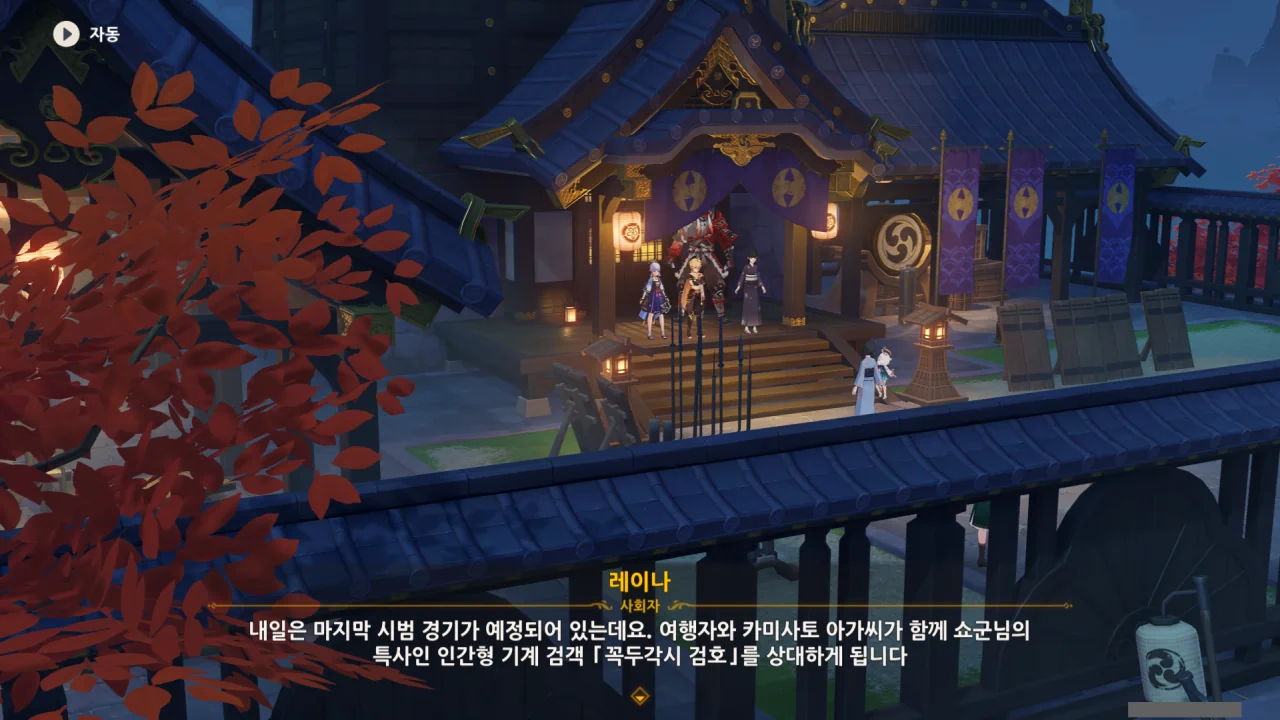 자동
레이나
사회자
내일은 마지막 시범 경기가 예정되어 있는데요. 여행자와 카미사토 아가씨가 함께 쇼군님의
특사인 인간형 기계 검객 「꼭두각시 검호」를 상대하게 됩니다